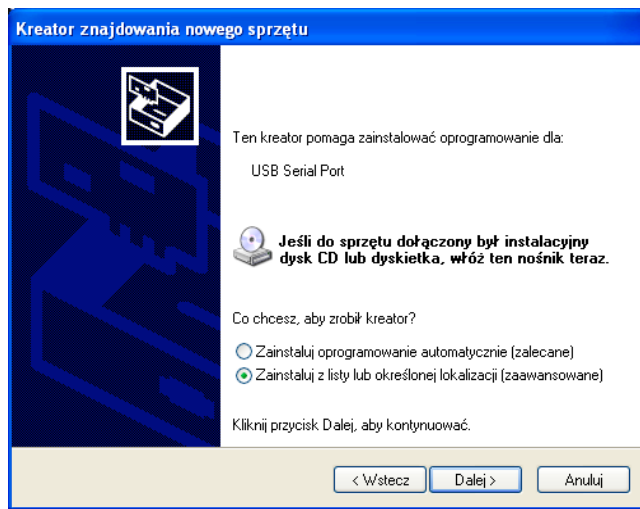 Kreator znajdowania nowego sprzętu
Ten kreator pomaga zainstalować oprogramowanie dla:
USB Serial Port
Jeśli do sprzętu dołączony był instalacyjny
dysk CD lub dyskietka, włóż ten nośnik teraz.
Co chcesz, aby zrobił kreator?
Zainstaluj oprogramowanie automatycznie (zalecane)
Zainstaluj z listy lub określonej lokalizacji (zaawansowane)
Kliknij przycisk Dalej, aby kontynuować.
< Wstecz Dalej > Anuluj